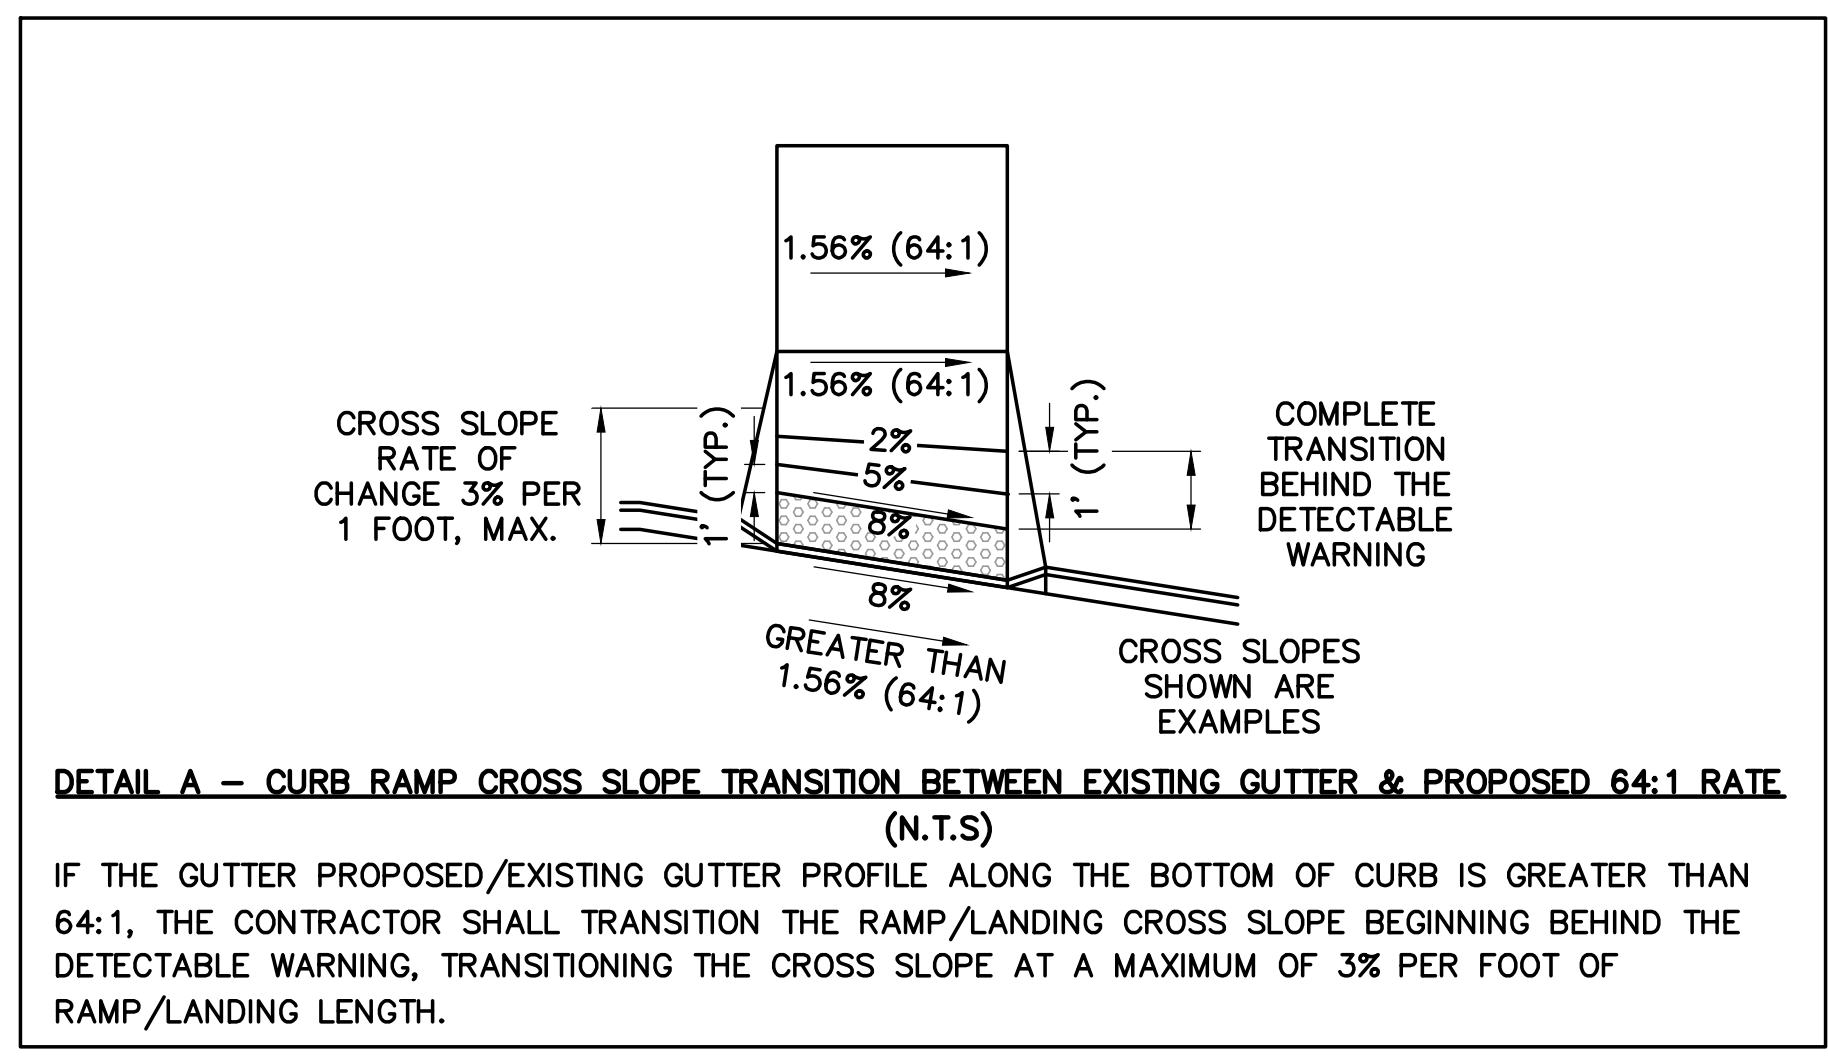 1.56% (64:1)
1.56% (64:1)
2%
5%
8%
8%
GREATER THAN
1.56% (64:1)
CROSS SLOPE
RATE OF
CHANGE 3% PER
1 FOOT, MAX.
1' (TYP.)
1' (TYP.)
COMPLETE
TRANSITION
BEHIND THE
DETECTABLE
WARNING
CROSS SLOPES
SHOWN ARE
EXAMPLES
DETAIL A - CURB RAMP CROSS SLOPE TRANSITION BETWEEN EXISTING GUTTER & PROPOSED 64:1 RATE
(N.T.S)
IF THE GUTTER PROPOSED/EXISTING GUTTER PROFILE ALONG THE BOTTOM OF CURB IS GREATER THAN
64:1, THE CONTRACTOR SHALL TRANSITION THE RAMP/LANDING CROSS SLOPE BEGINNING BEHIND THE
DETECTABLE WARNING, TRANSITIONING THE CROSS SLOPE AT A MAXIMUM OF 3% PER FOOT OF
RAMP/LANDING LENGTH.